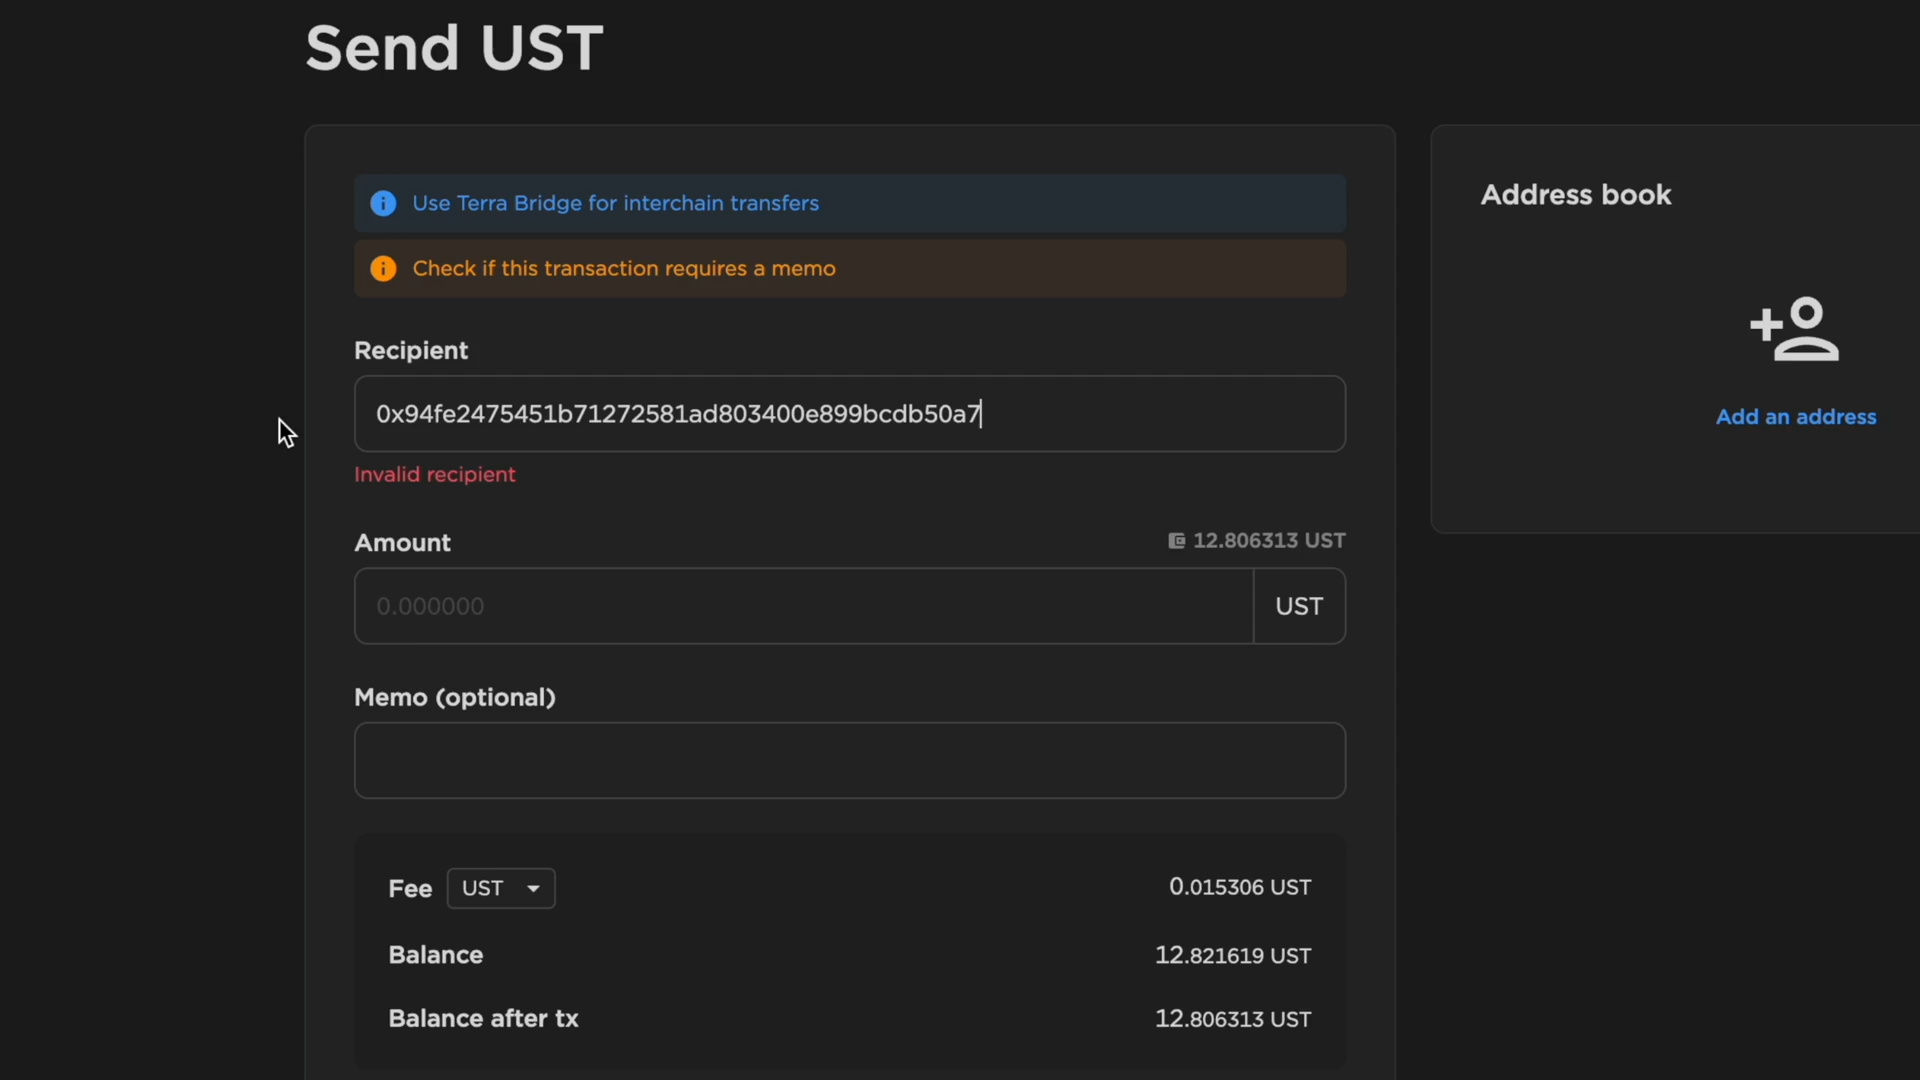 Send UST
Use Terra Bridge for interchain transfers
Check if this transaction requires a memo
Recipient
0x94fe2475451b71272581ad803400e899bcdb50a7
Invalid recipient
Amount
12.806313 UST
0.000000
UST
Memo (optional)
Fee
UST
0.015306 UST
Balance
12.821619 UST
Balance after tx
12.806313 UST
Address book
Add an address